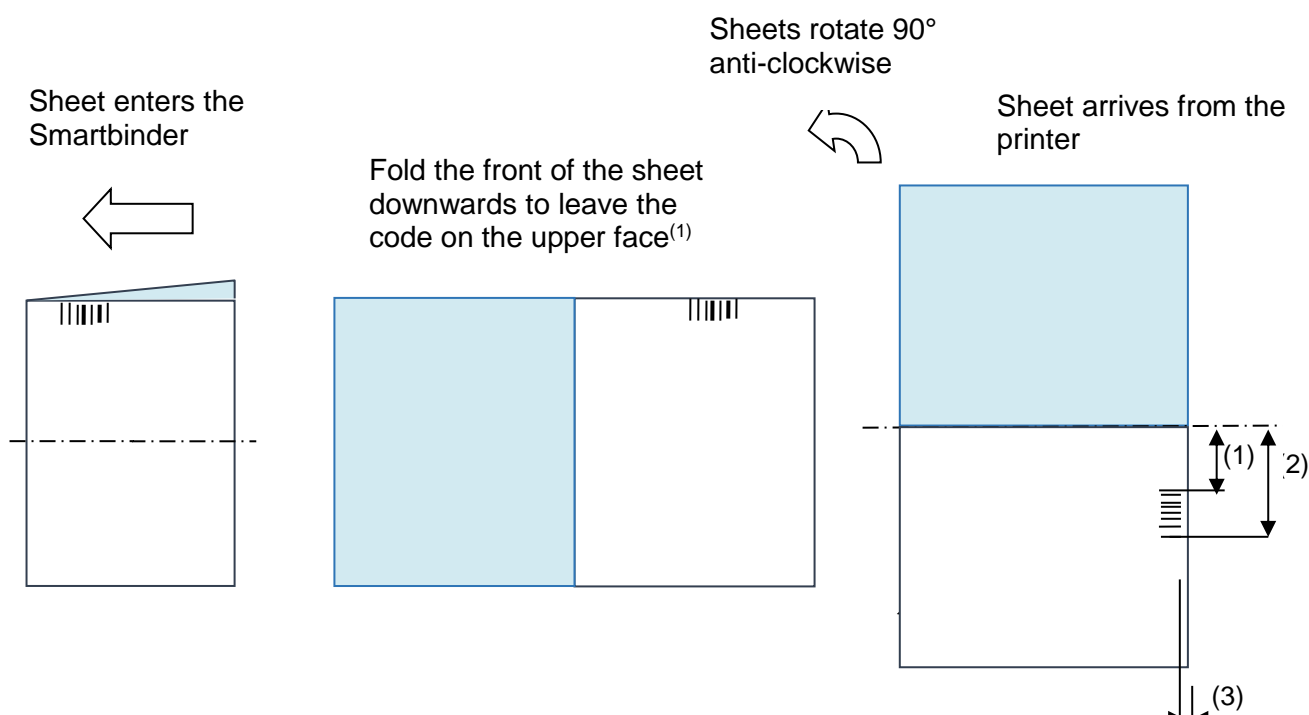 Sheets rotate 90°
anti-clockwise
Sheet enters the
Smartbinder
Sheet arrives from the
printer
Fold the front of the sheet
downwards to leave the
code on the upper face(1)
(1)
(2)
(3)